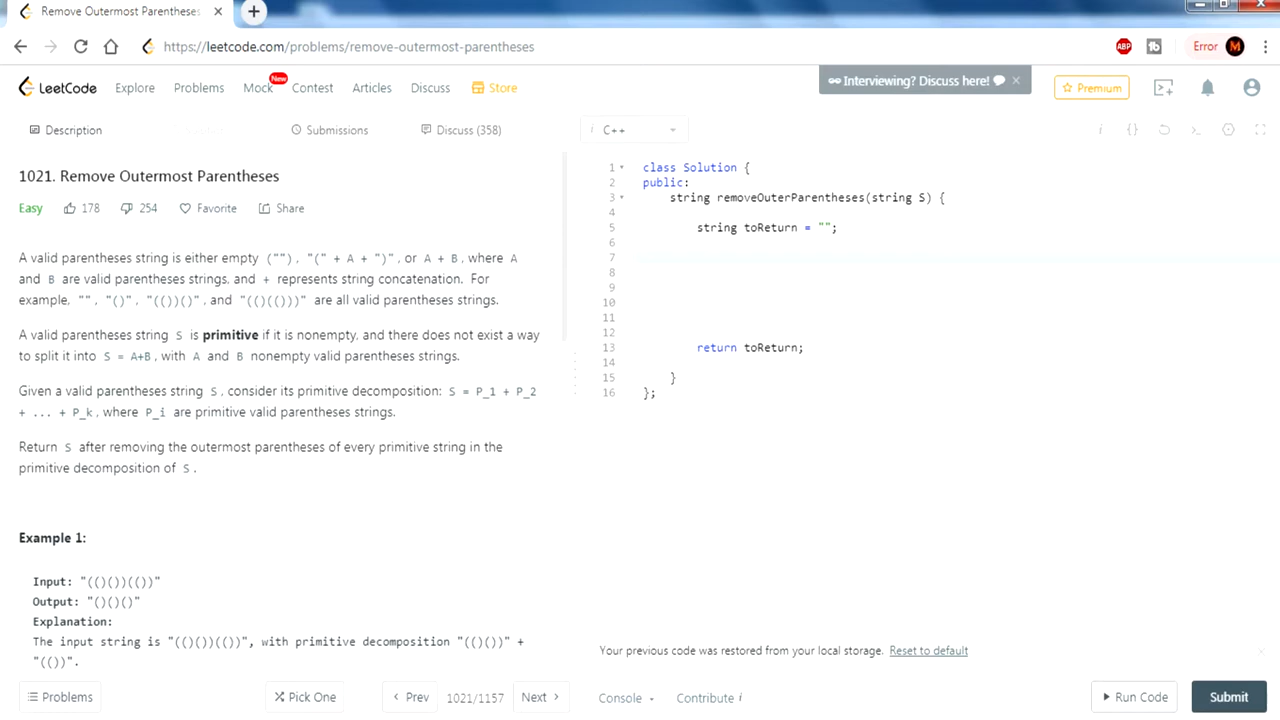 Remove Outermost Parentheses
https://leetcode.com/problems/remove-outermost-parentheses
ABP
Error M
LeetCode Explore Problems Mock New Contest Articles Discuss Store
Interviewing? Discuss here!
Premium
Description
Submissions
Discuss (358)
i C++
1021. Remove Outermost Parentheses
Easy 178 254 Favorite Share
A valid parentheses string is either empty (""), "(" + A + ")", or A + B, where A
and B are valid parentheses strings, and + represents string concatenation. For
example, "", "()", "(())()", and "(()(()))" are all valid parentheses strings.
A valid parentheses string S is primitive if it is nonempty, and there does not exist a way
to split it into S = A+B, with A and B nonempty valid parentheses strings.
Given a valid parentheses string S, consider its primitive decomposition: S = P_1 + P_2
+ ... + P_k, where P_i are primitive valid parentheses strings.
Return S after removing the outermost parentheses of every primitive string in the
primitive decomposition of S.
Example 1:
Input: "(()())(())"
Output: "()()()"
Explanation:
The input string is "(()())(())", with primitive decomposition "(()())" +
"(())".
1 class Solution {
2 public:
3 string removeOuterParentheses(string S) {
4
5 string toReturn = "";
6
7
8
9
10
11
12
13 return toReturn;
14
15 }
16 };
Your previous code was restored from your local storage. Reset to default
Problems
Pick One
Prev
1021/1157
Next
Console
Contribute i
Run Code
Submit